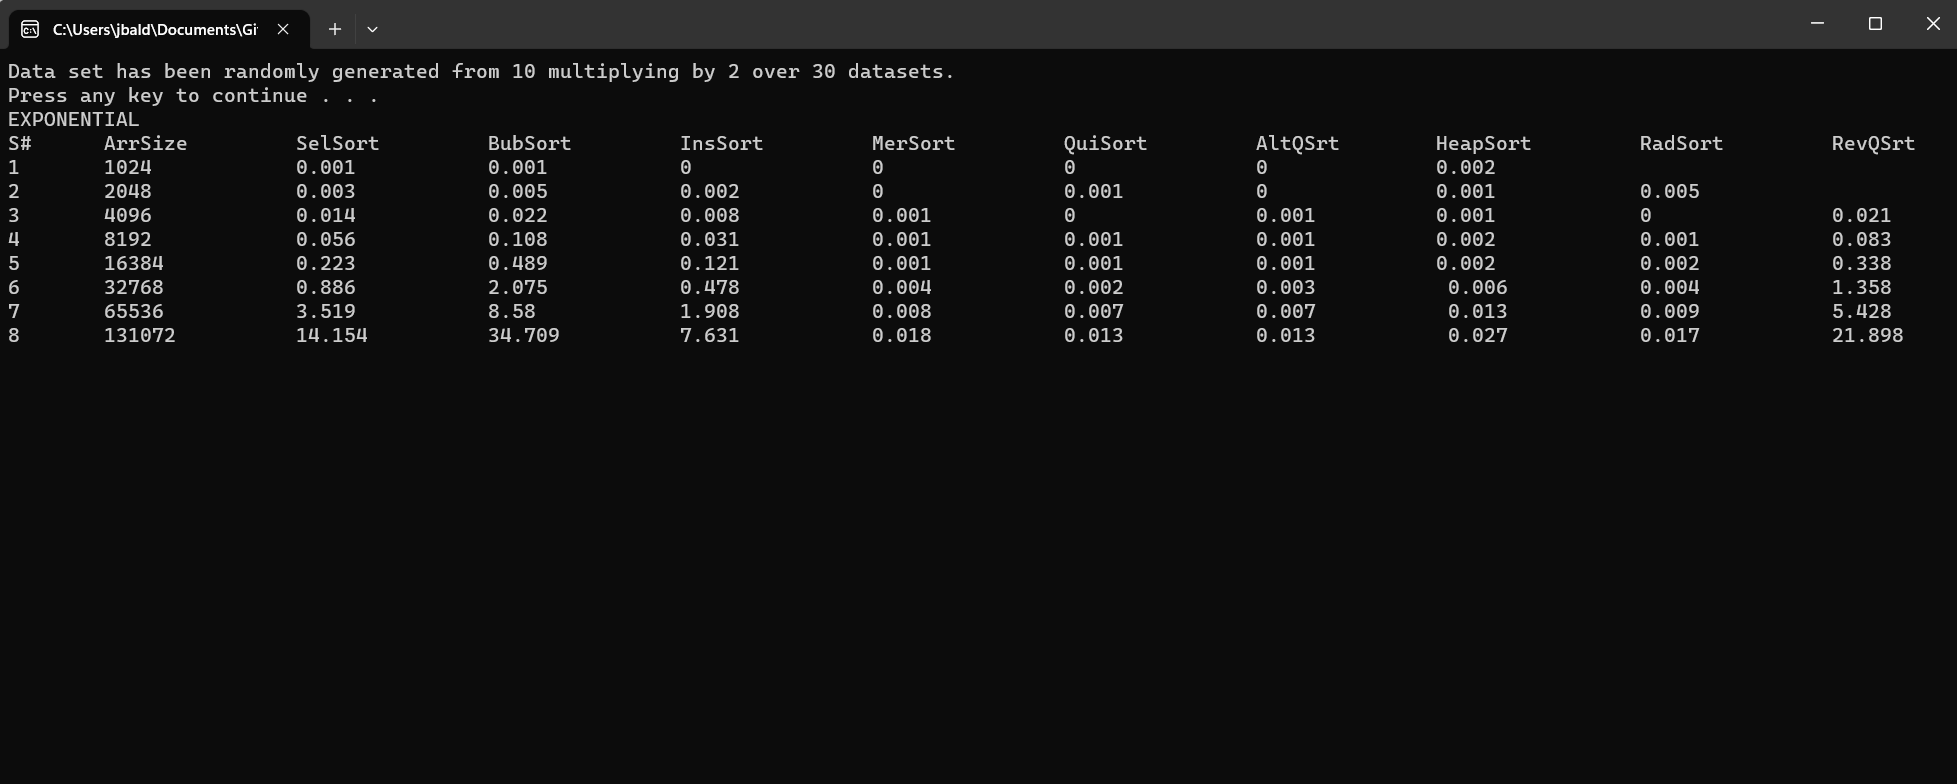 C:\Users\jbald\Documents\Gi
Data set has been randomly generated from 10 multiplying by 2 over 30 datasets.
Press any key to continue . . .
EXPONENTIAL
S# ArrSize SelSort BubSort InsSort MerSort QuiSort AltQSrt HeapSort RadSort RevQSrt
1 1024 0.001 0.001 0 0 0 0 0.002
2 2048 0.003 0.005 0.002 0 0.001 0 0.001 0.005
3 4096 0.014 0.022 0.008 0.001 0 0.001 0.001 0 0.021
4 8192 0.056 0.108 0.031 0.001 0.001 0.001 0.002 0.001 0.083
5 16384 0.223 0.489 0.121 0.001 0.001 0.001 0.002 0.002 0.338
6 32768 0.886 2.075 0.478 0.004 0.002 0.003 0.006 0.004 1.358
7 65536 3.519 8.58 1.908 0.008 0.007 0.007 0.013 0.009 5.428
8 131072 14.154 34.709 7.631 0.018 0.013 0.013 0.027 0.017 21.898